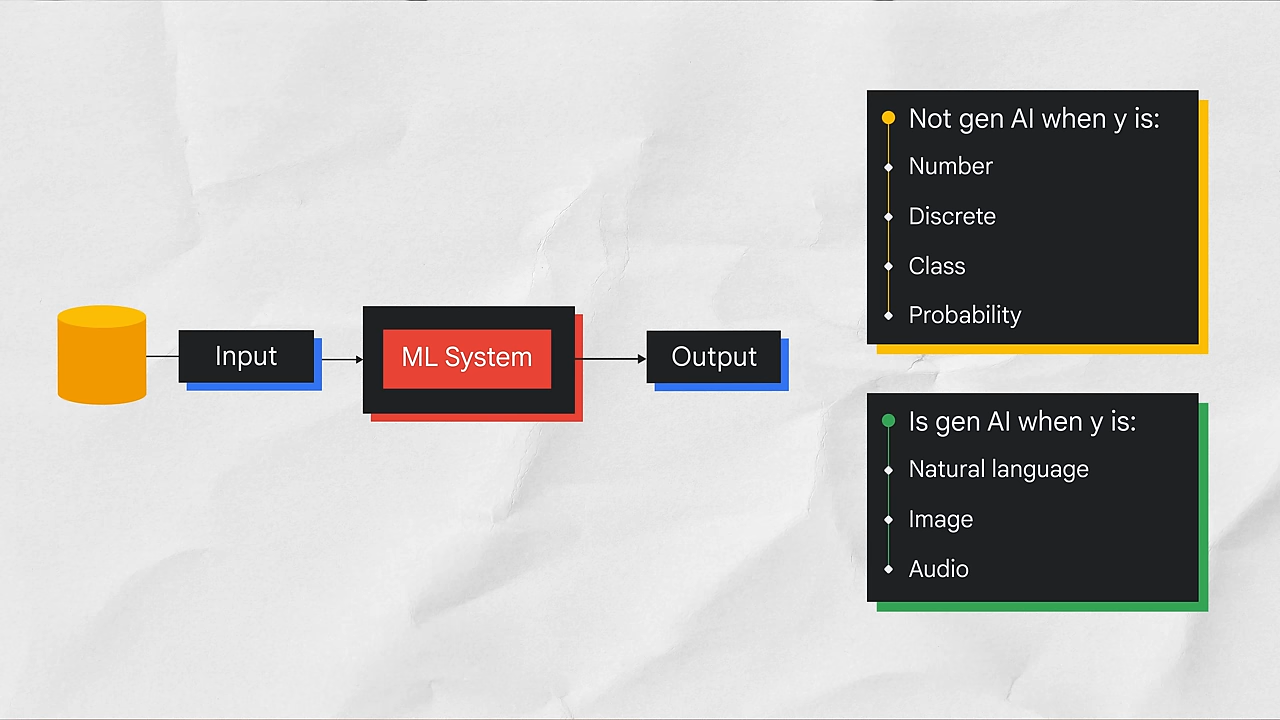 Input
ML System
Output
Not gen AI when y is:
Number
Discrete
Class
Probability
Is gen AI when y is:
Natural language
Image
Audio